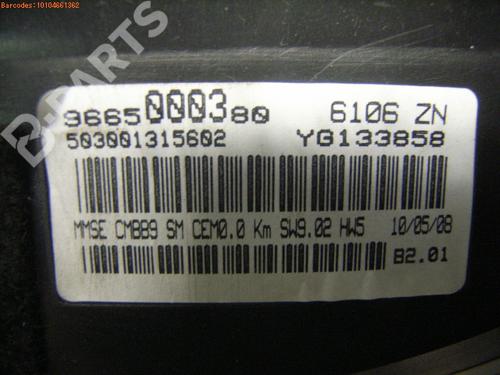 Barcodes: 10104661362
B-PARTS
9665000380 6106 ZN
503001315602 YG133858
MMSE CMBB9 SM CEM0.0 Km SW9.02 HW5 10/05/08
B2.01